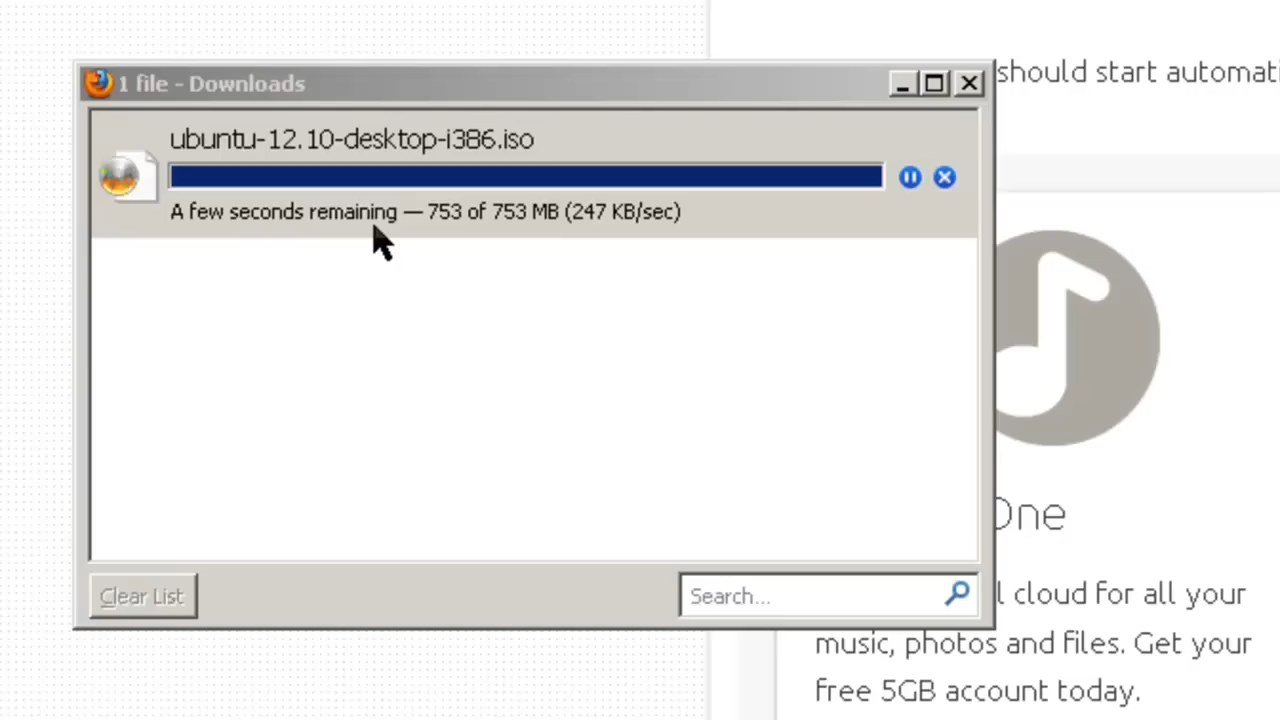 should start automati
1 file - Downloads
ubuntu-12.10-desktop-i386.iso
A few seconds remaining — 753 of 753 MB (247 KB/sec)
One
Clear List
Search...
l cloud for all your
music, photos and files. Get your
free 5GB account today.